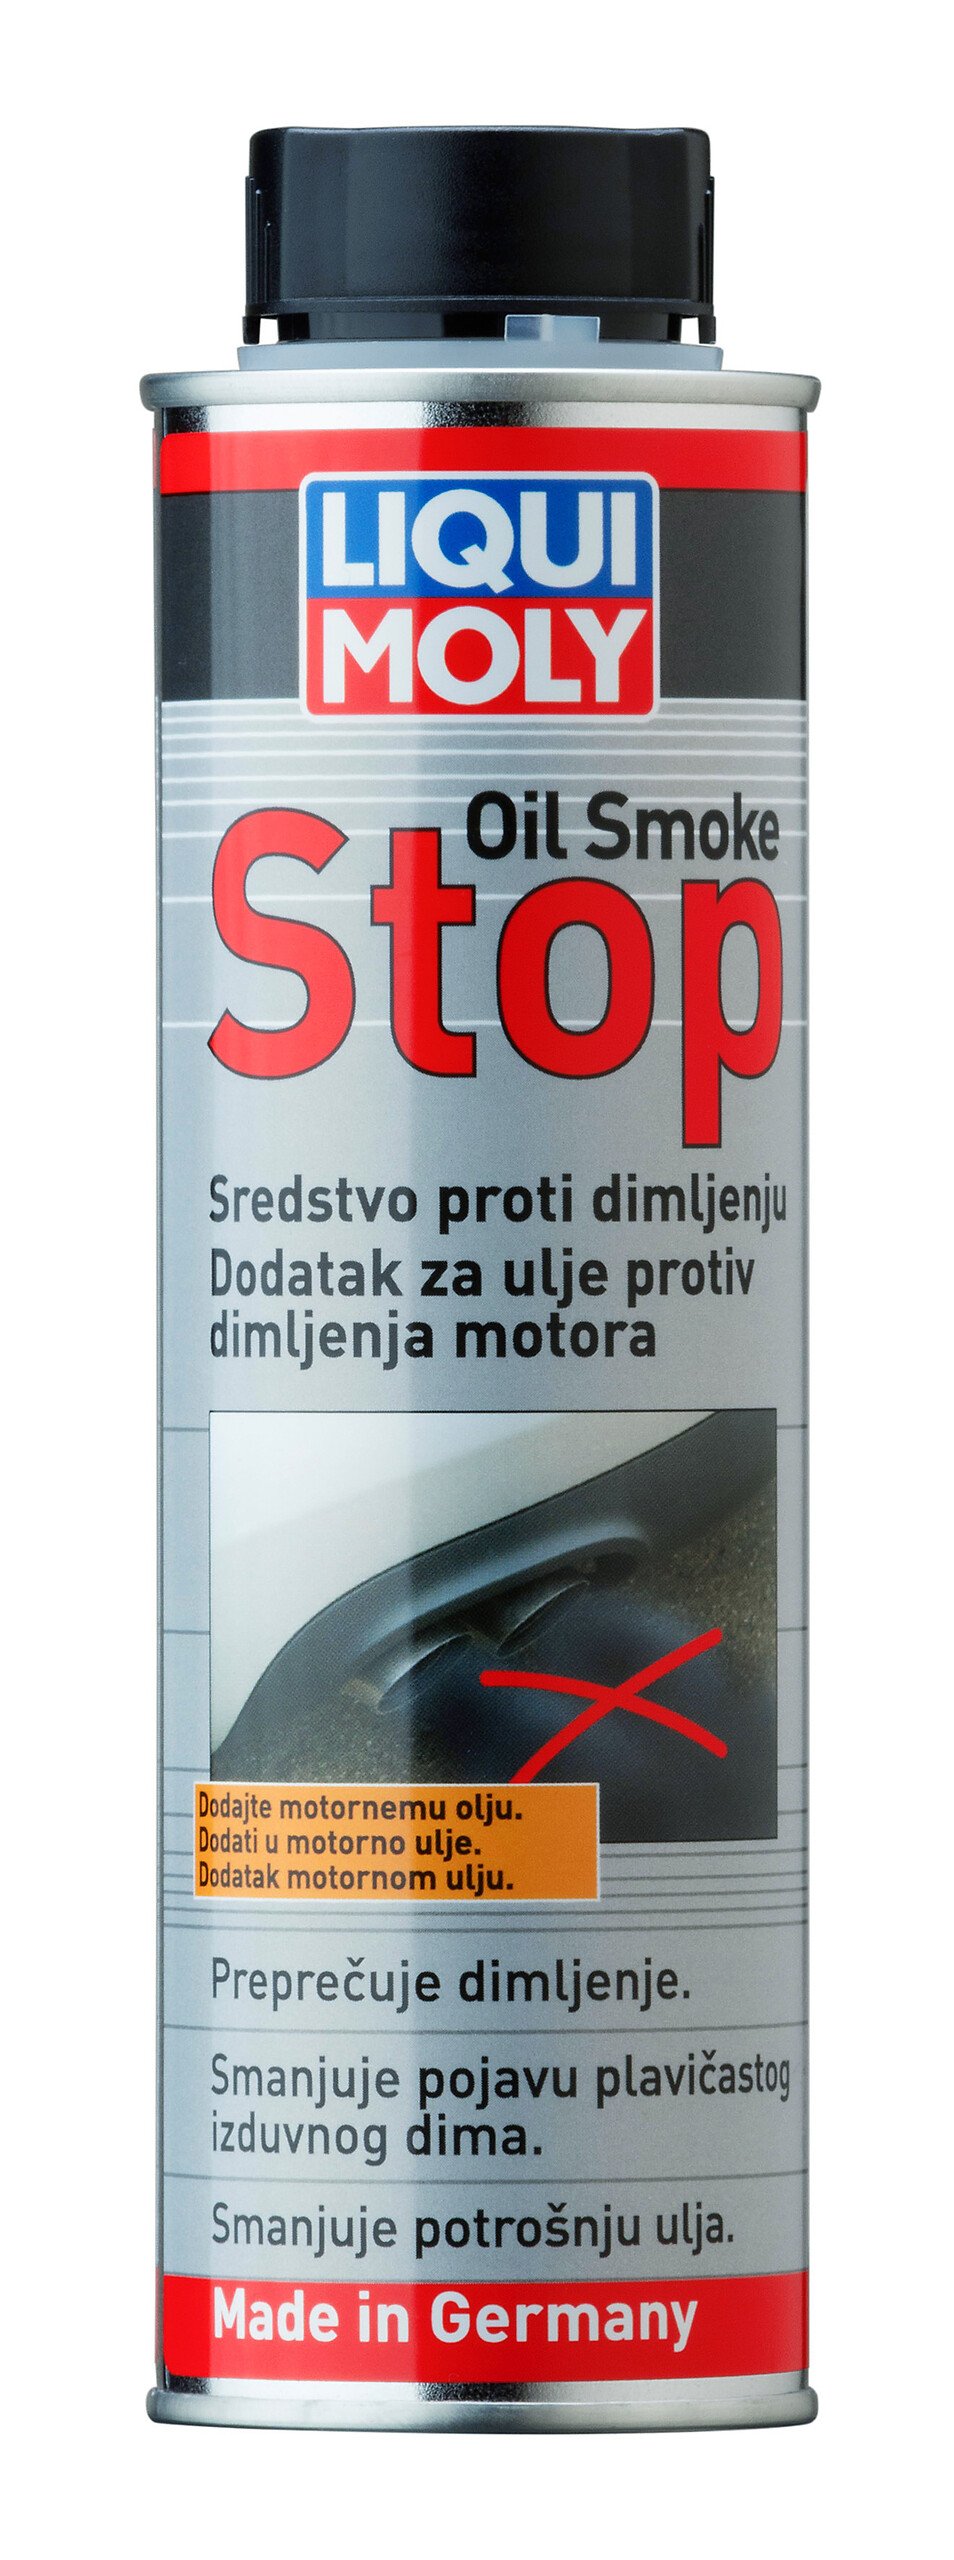 LIQUI
MOLY
Oil Smoke
Stop
Sredstvo proti dimljenju
Dodatak za ulje protiv
dimljenja motora
Dodajte motornemu olju.
Dodati u motorno ulje.
Dodatak motornom ulju.
Preprečuje dimljenje.
Smanjuje pojavu plavičastog
izduvnog dima.
Smanjuje potrošnju ulja.
Made in Germany